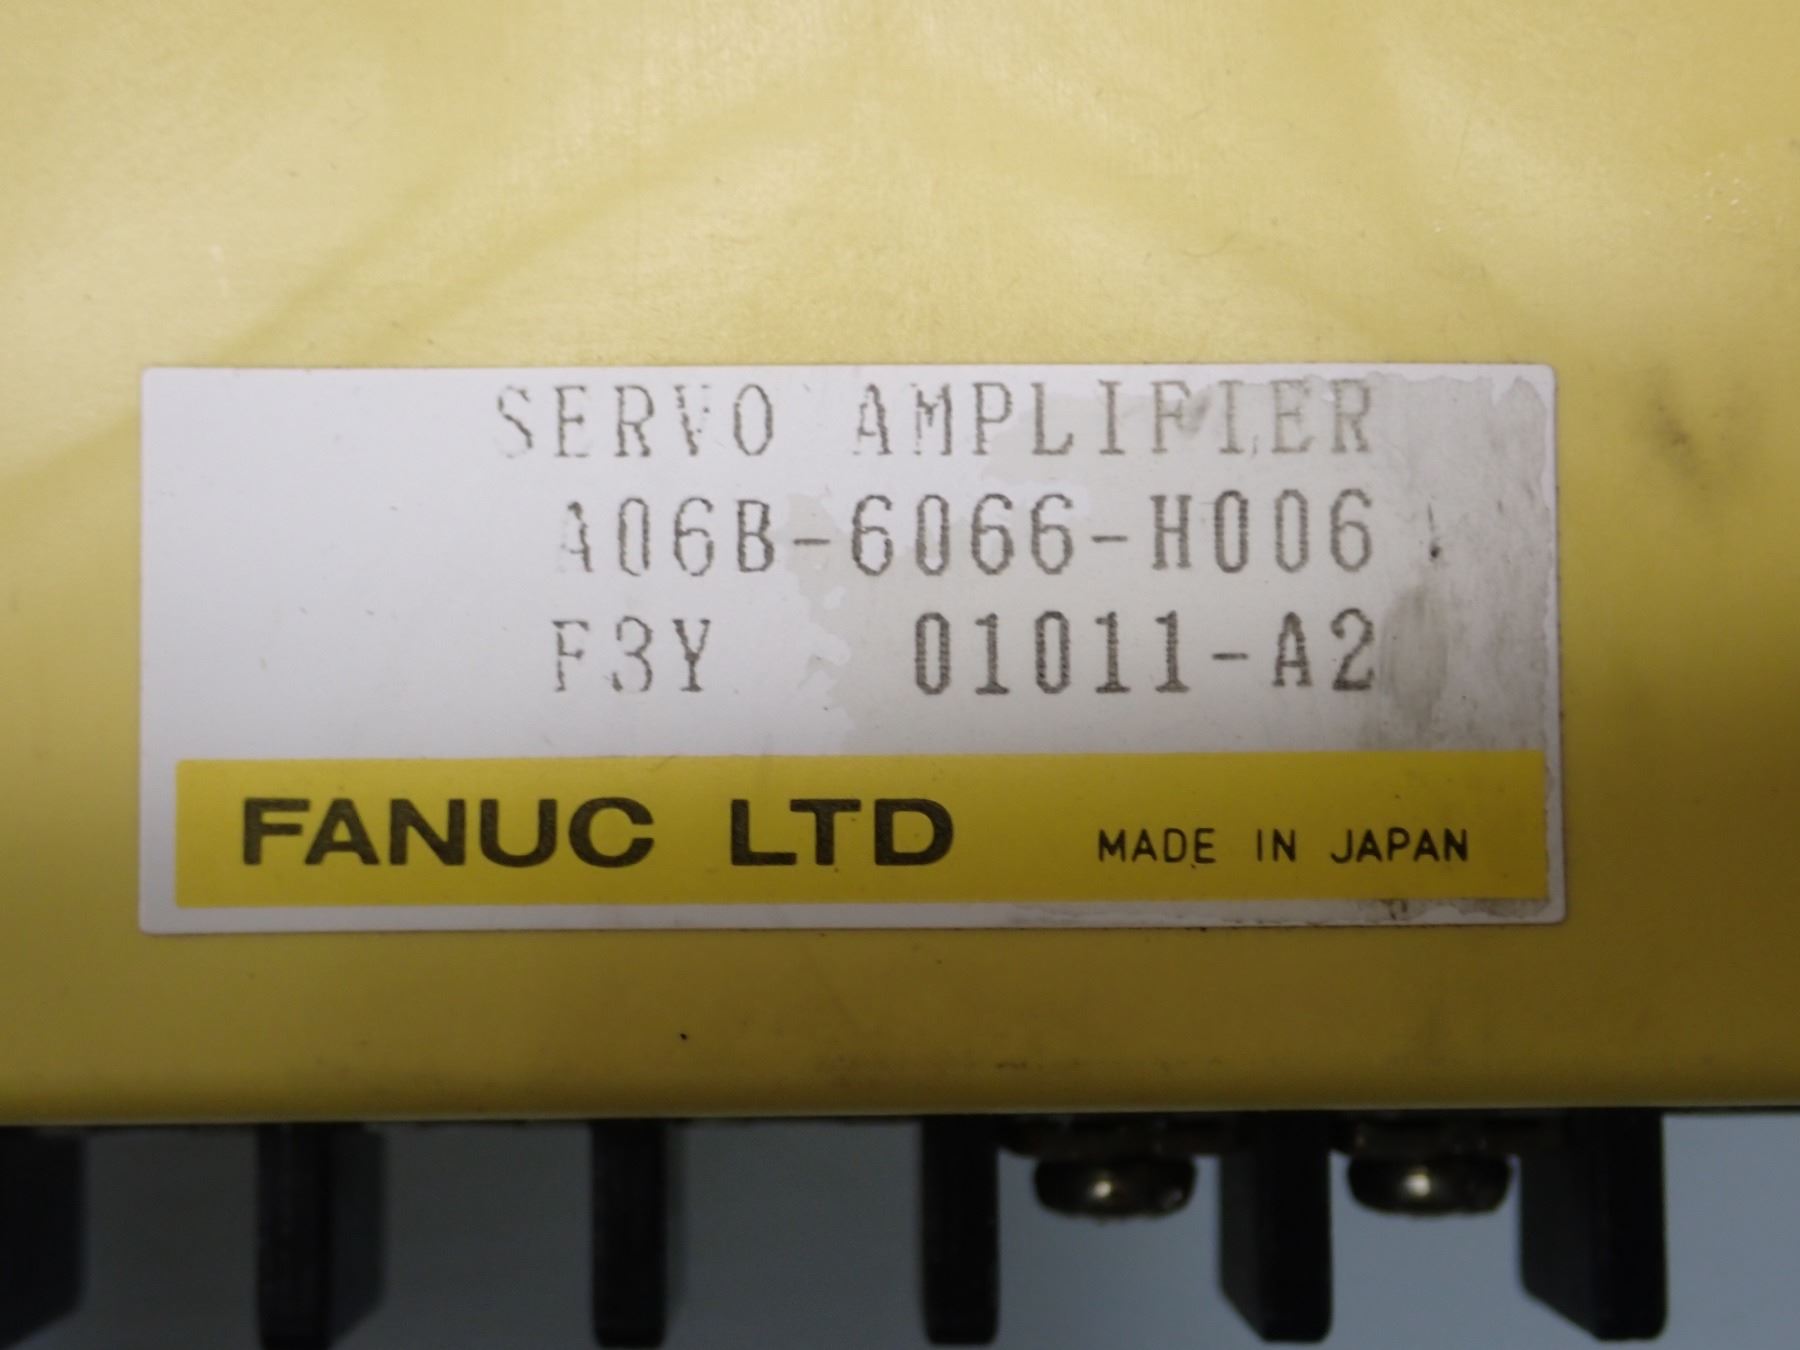 SERVO AMPLIFIER
A06B-6066-H006
F3Y 01011-A2
FANUC LTD MADE IN JAPAN